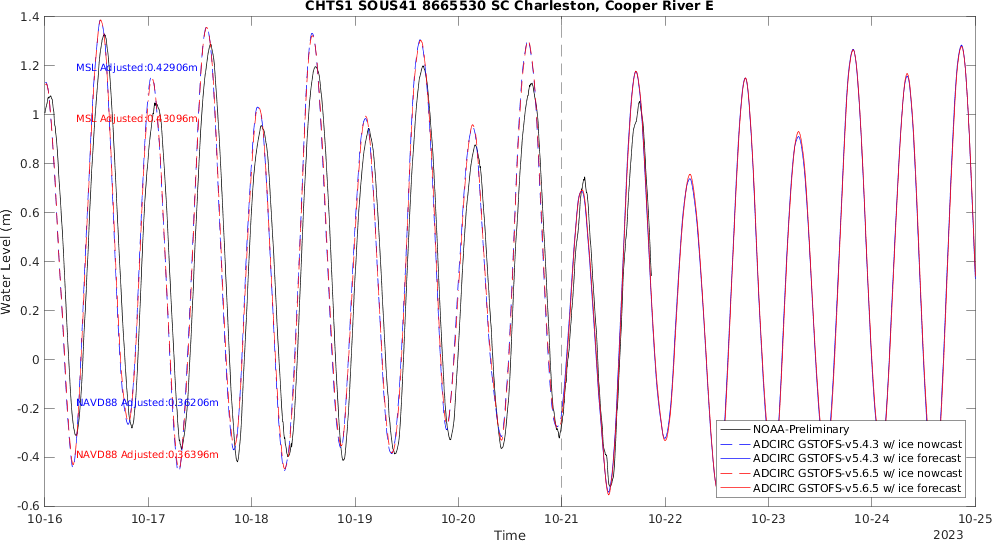 CHTS1 SOUS41 8665530 SC Charleston, Cooper River E
1.4
1.2
1
0.8
0.6
0.4
0.2
0
-0.2
-0.4
-0.6
Water Level (m)
MSL Adjusted:0.42906m
MSL Adjusted:0.43096m
NAVD88 Adjusted:0.36206m
NAVD88 Adjusted:0.36396m
NOAA-Preliminary
ADCIRC GSTOFS-v5.4.3 w/ ice nowcast
ADCIRC GSTOFS-v5.4.3 w/ ice forecast
ADCIRC GSTOFS-v5.6.5 w/ ice nowcast
ADCIRC GSTOFS-v5.6.5 w/ ice forecast
10-16 10-17 10-18 10-19 10-20 10-21 10-22 10-23 10-24 10-25
Time
2023